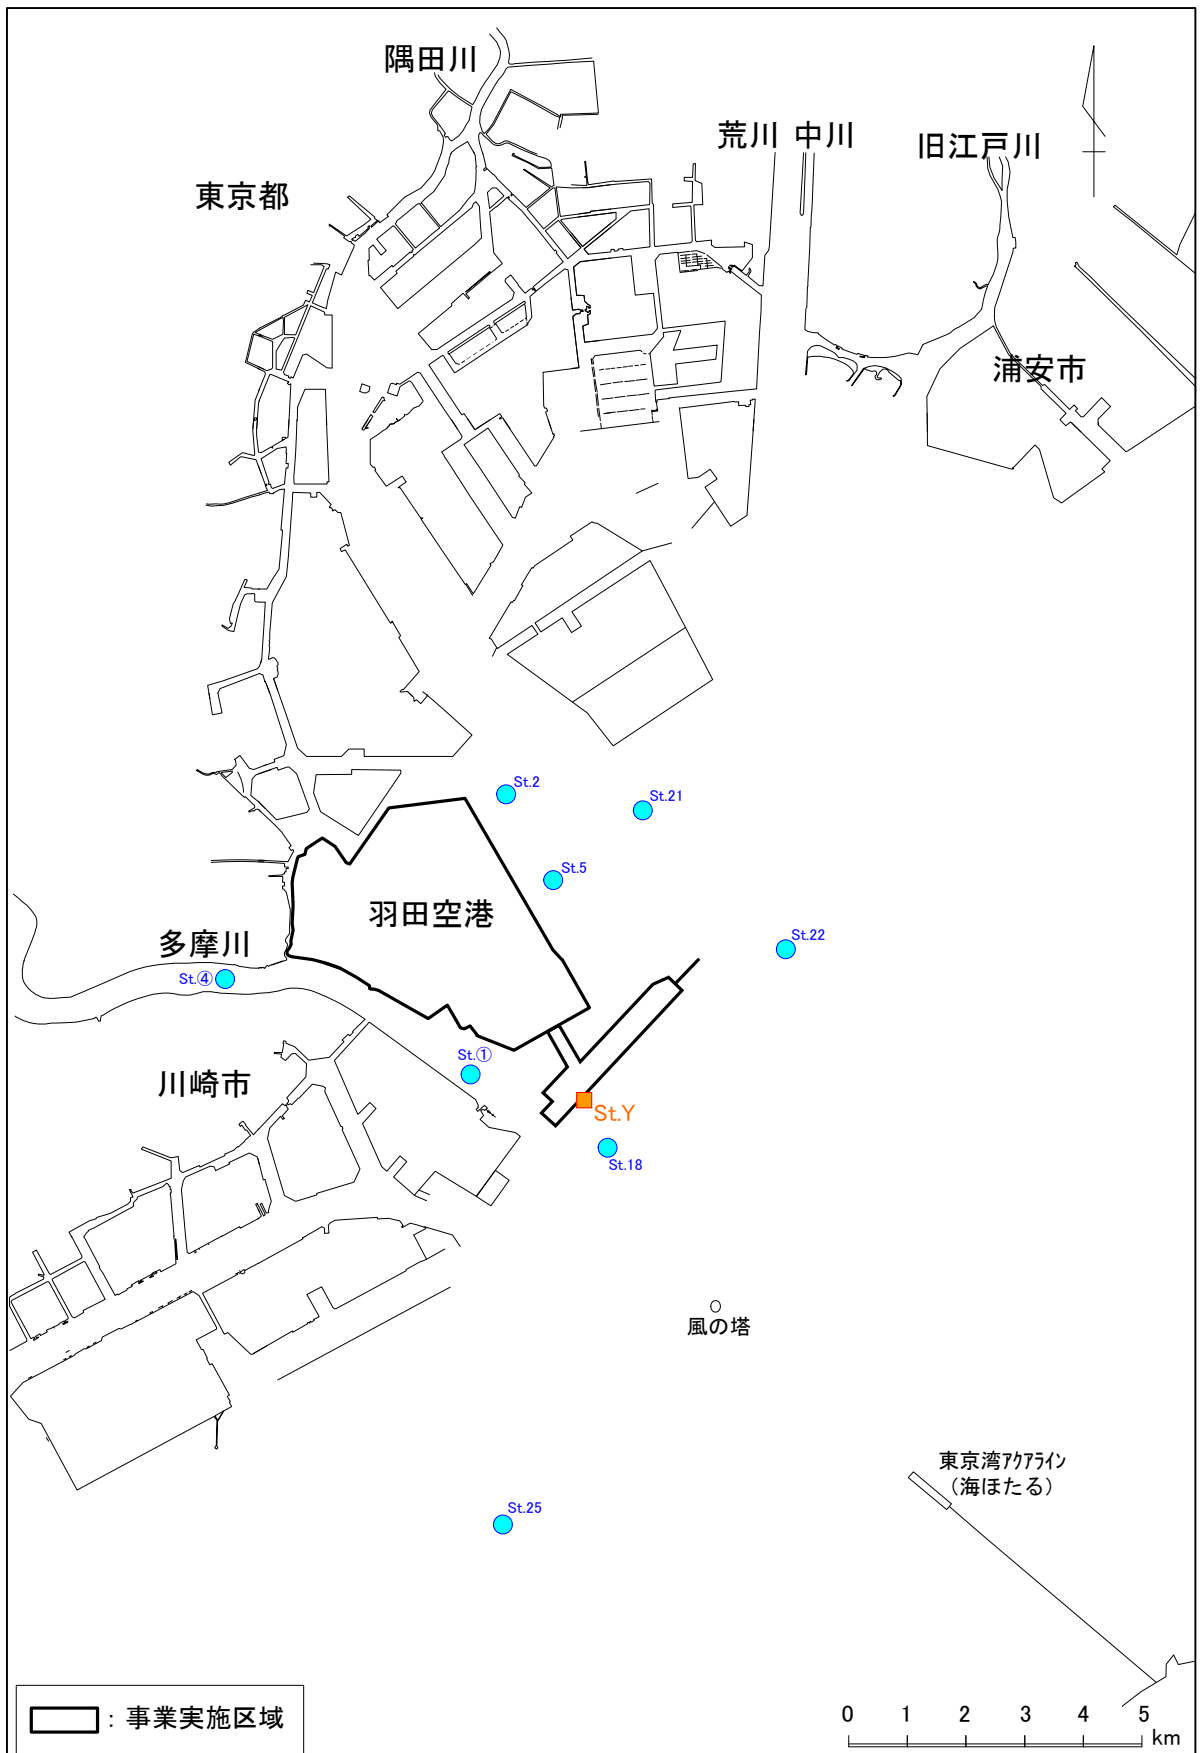 隅田川
荒川 中川
旧江戸川
東京都
浦安市
St.2
St.21
St.5
羽田空港
St.22
多摩川
St.④
St.①
川崎市
St.Y
St.18
風の塔
東京湾アクアライン
（海ほたる）
St.25
：事業実施区域
0 1 2 3 4 5
km